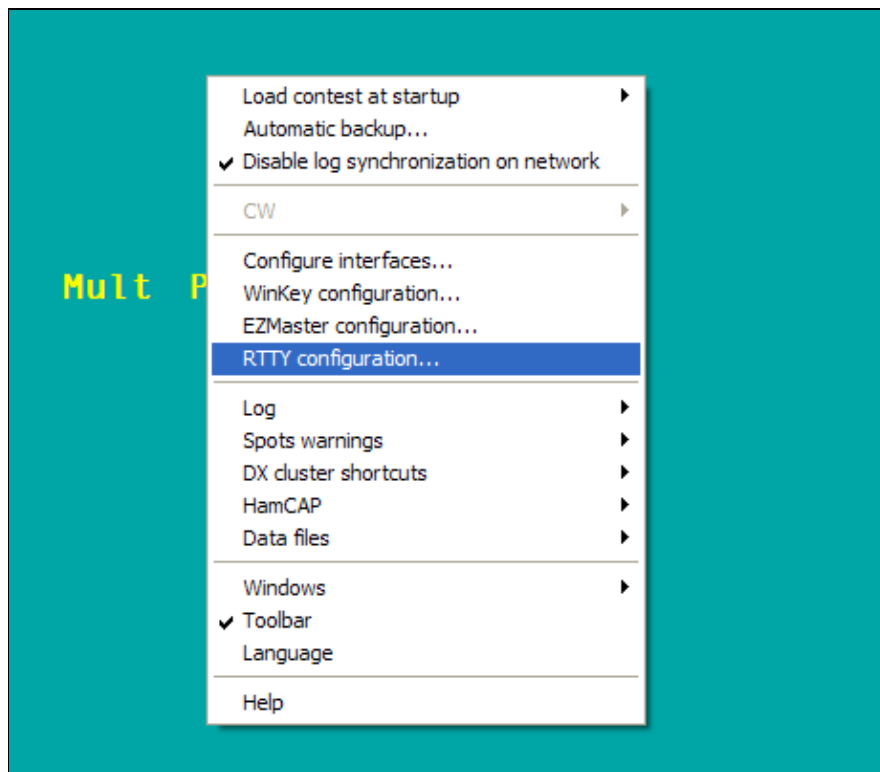 Load contest at startup
Automatic backup...
Disable log synchronization on network
CW
Mult P
Configure interfaces...
WinKey configuration...
EZMaster configuration...
RTTY configuration...
Log
Spots warnings
DX cluster shortcuts
HamCAP
Data files
Windows
Toolbar
Language
Help